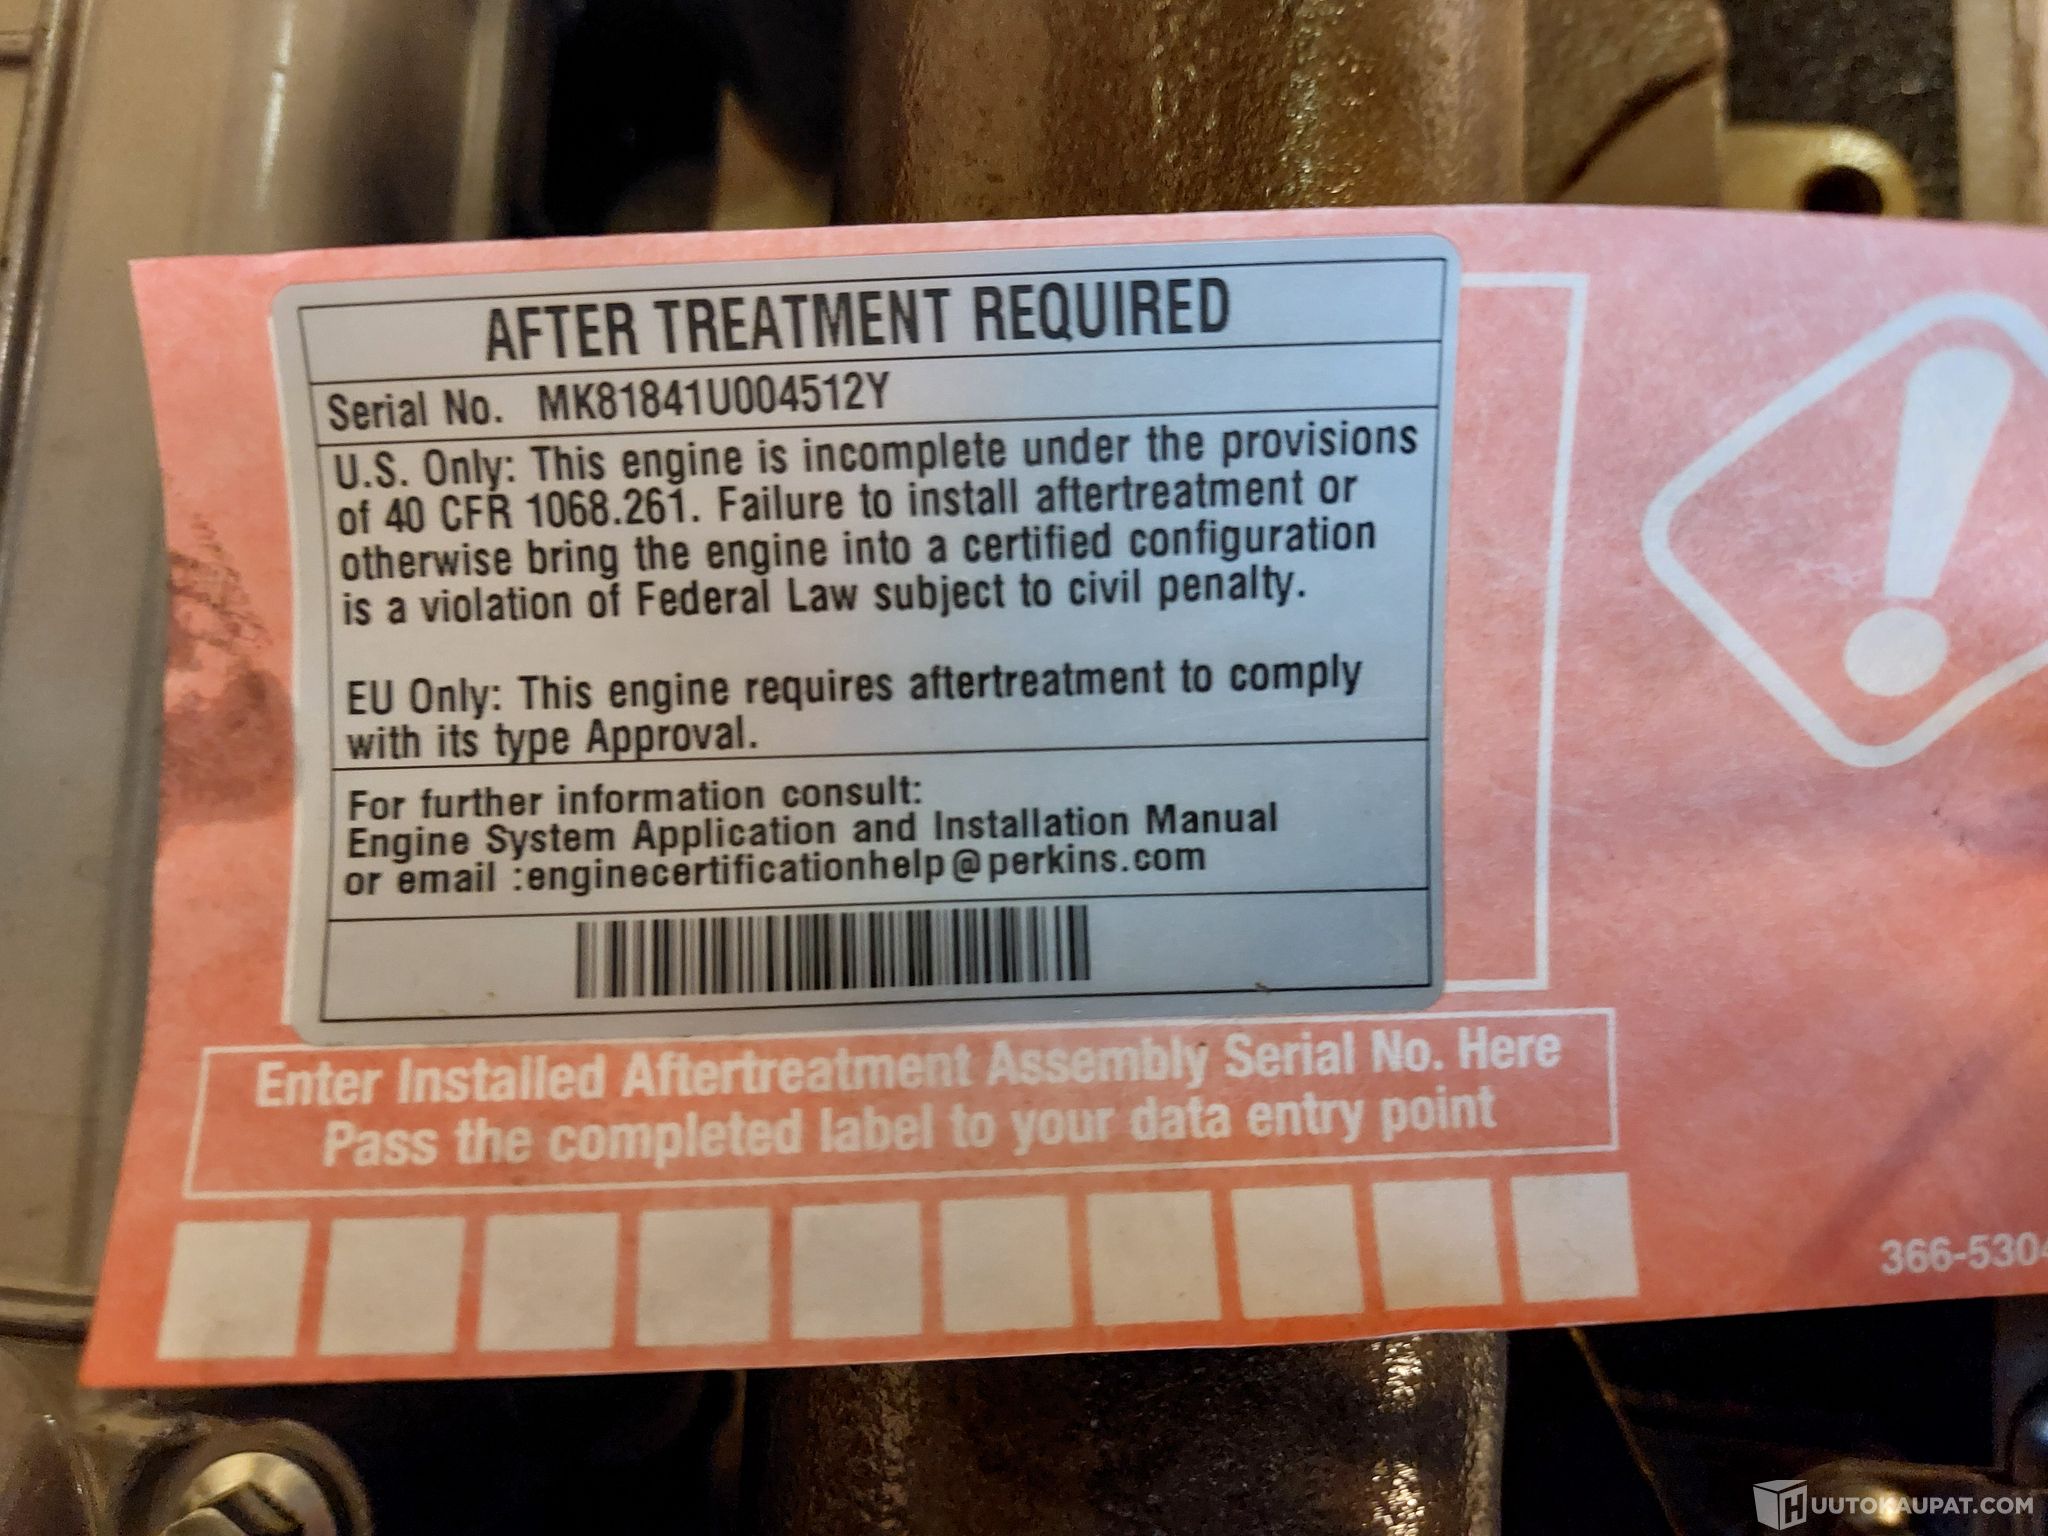 AFTER TREATMENT REQUIRED
Serial No. MK81841U004512Y
U.S. Only: This engine is incomplete under the provisions
of 40 CFR 1068.261. Failure to install aftertreatment or
otherwise bring the engine into a certified configuration
is a violation of Federal Law subject to civil penalty.
EU Only: This engine requires aftertreatment to comply
with its type Approval.
For further information consult:
Engine System Application and Installation Manual
or email :enginecertificationhelp@perkins.com
Enter Installed Aftertreatment Assembly Serial No. Here
Pass the completed label to your data entry point
366-5304
HUUTOKAUPAT.COM